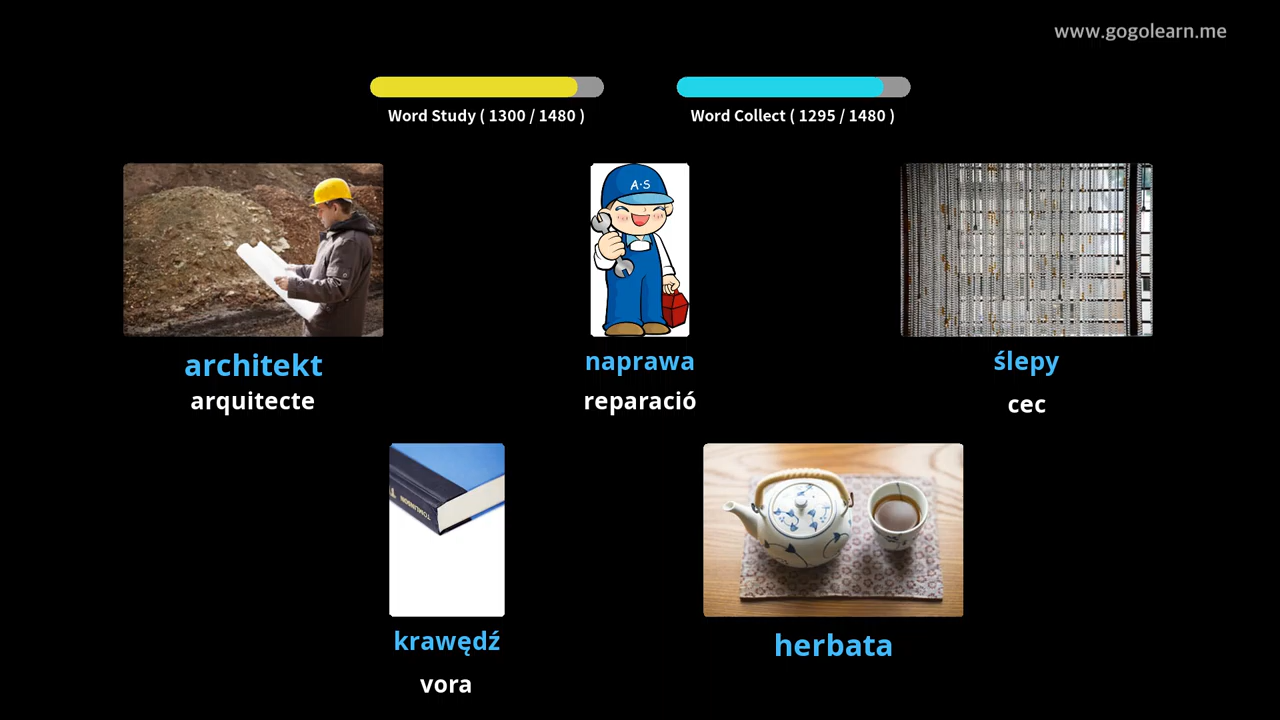 www.gogolearn.me
Word Study ( 1300 / 1480 )
Word Collect ( 1295 / 1480 )
A·S
architekt
arquitecte
naprawa
reparació
ślepy
cec
TOMLINSON
krawędź
vora
herbata